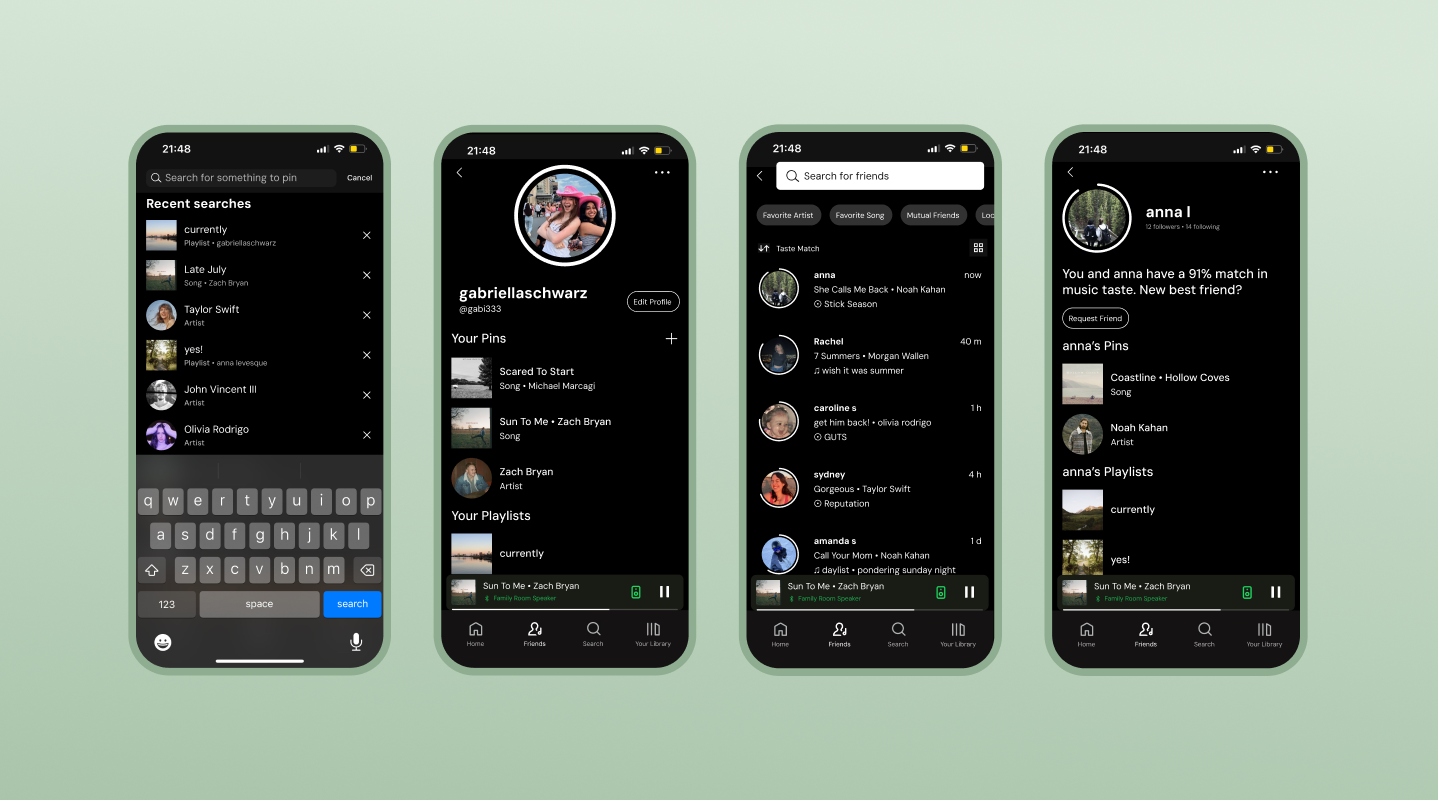 21:48
Search for something to pin
Cancel
Recent searches
currently
Playlist • gabriellaschwarz
Late July
Song • Zach Bryan
Taylor Swift
Artist
yes!
Playlist • anna levesque
John Vincent III
Artist
Olivia Rodrigo
Artist
q w e r t y u i o p
a s d f g h j k l
z x c v b n m
123 space search
21:48
gabriellaschwarz
@gabi333
Edit Profile
Your Pins
Scared To Start
Song • Michael Marcagi
Sun To Me • Zach Bryan
Song
Zach Bryan
Artist
Your Playlists
currently
Sun To Me • Zach Bryan
Family Room Speaker
Home Friends Search Your Library
21:48
Search for friends
Favorite Artist Favorite Song Mutual Friends Loc
Taste Match
anna now
She Calls Me Back • Noah Kahan
Stick Season
Rachel 40 m
7 Summers • Morgan Wallen
♫ wish it was summer
caroline s 1 h
get him back! • olivia rodrigo
GUTS
sydney 4 h
Gorgeous • Taylor Swift
Reputation
amanda s 1 d
Call Your Mom • Noah Kahan
♫ daylist • pondering sunday night
Sun To Me • Zach Bryan
Family Room Speaker
Home Friends Search Your Library
21:48
anna l
12 followers • 14 following
You and anna have a 91% match in
music taste. New best friend?
Request Friend
anna's Pins
Coastline • Hollow Coves
Song
Noah Kahan
Artist
anna's Playlists
currently
yes!
Sun To Me • Zach Bryan
Family Room Speaker
Home Friends Search Your Library